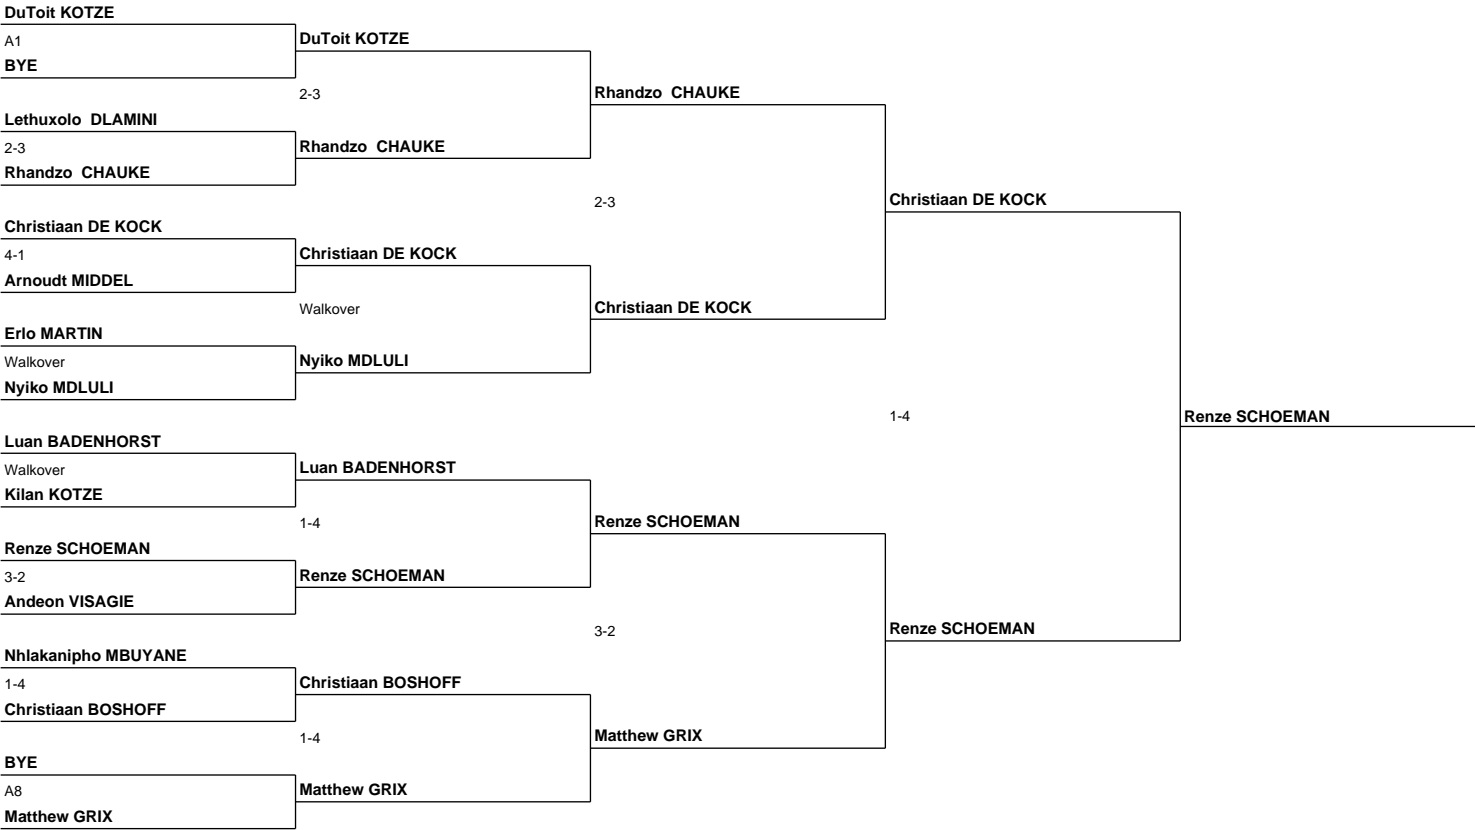 DuToit KOTZE
A1
BYE
Lethuxolo DLAMINI
2-3
Rhandzo CHAUKE
Christiaan DE KOCK
4-1
Arnoudt MIDDEL
Erlo MARTIN
Walkover
Nyiko MDLULI
Luan BADENHORST
Walkover
Kilan KOTZE
Renze SCHOEMAN
3-2
Andeon VISAGIE
Nhlakanipho MBUYANE
1-4
Christiaan BOSHOFF
BYE
A8
Matthew GRIX
DuToit KOTZE
2-3
Rhandzo CHAUKE
Christiaan DE KOCK
Walkover
Nyiko MDLULI
Luan BADENHORST
1-4
Renze SCHOEMAN
Christiaan BOSHOFF
1-4
Matthew GRIX
Rhandzo CHAUKE
2-3
Christiaan DE KOCK
Renze SCHOEMAN
3-2
Matthew GRIX
Christiaan DE KOCK
1-4
Renze SCHOEMAN
Renze SCHOEMAN